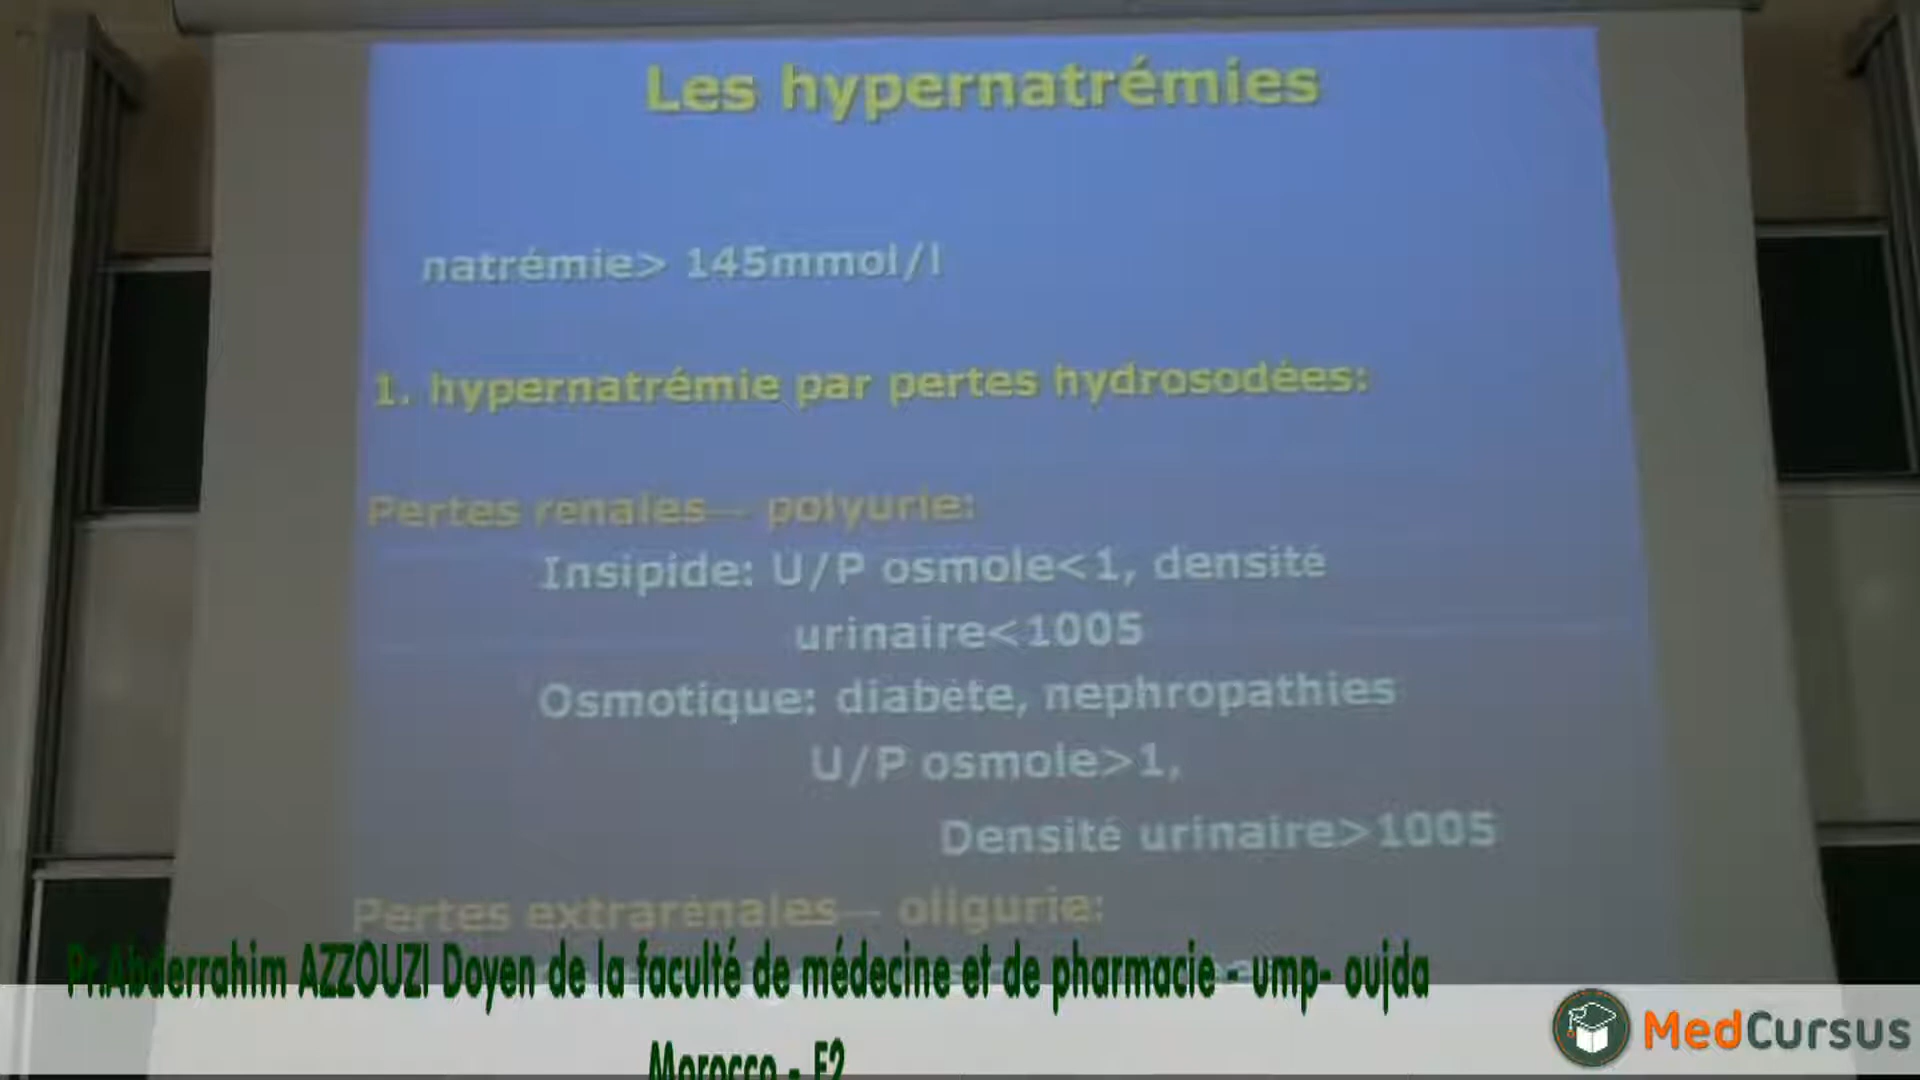 Les hypernatrémies
natrémie> 145mmol/l
1. hypernatrémie par pertes hydrosodées:
Pertes rénales— polyurie:
Insipide: U/P osmole<1, densité
urinaire<1005
Osmotique: diabète, nephropathies
U/P osmole>1,
Densité urinaire>1005
Pertes extrarénales— oligurie:
Pr.Abderrahim AZZOUZI Doyen de la faculté de médecine et de pharmacie - ump- oujda
Morocco - F2
MedCursus